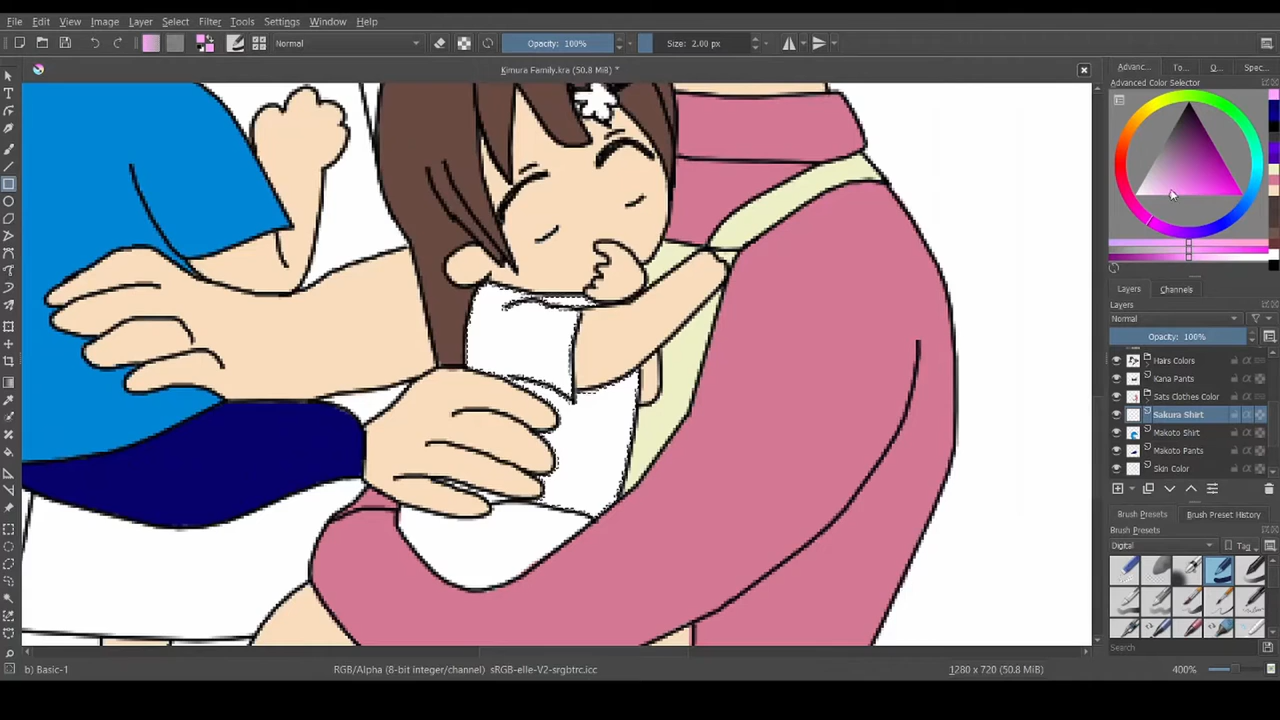 File Edit View Image Layer Select Filter Tools Settings Window Help
Normal Opacity: 100% Size: 2.00 px
Kimura Family.kra (50.8 MiB) *
Advanc... To... O... Spec...
Advanced Color Selector
Layers Channels
Layers
Normal
Opacity: 100%
Hairs Colors
Kana Pants
Sats Clothes Color
Sakura Shirt
Makoto Shirt
Makoto Pants
Skin Color
Brush Presets Brush Preset History
Brush Presets
Digital Tag
Search
b) Basic-1 RGB/Alpha (8-bit integer/channel) sRGB-elle-V2-srgbtrc.icc 1280 x 720 (50.8 MiB) 400%